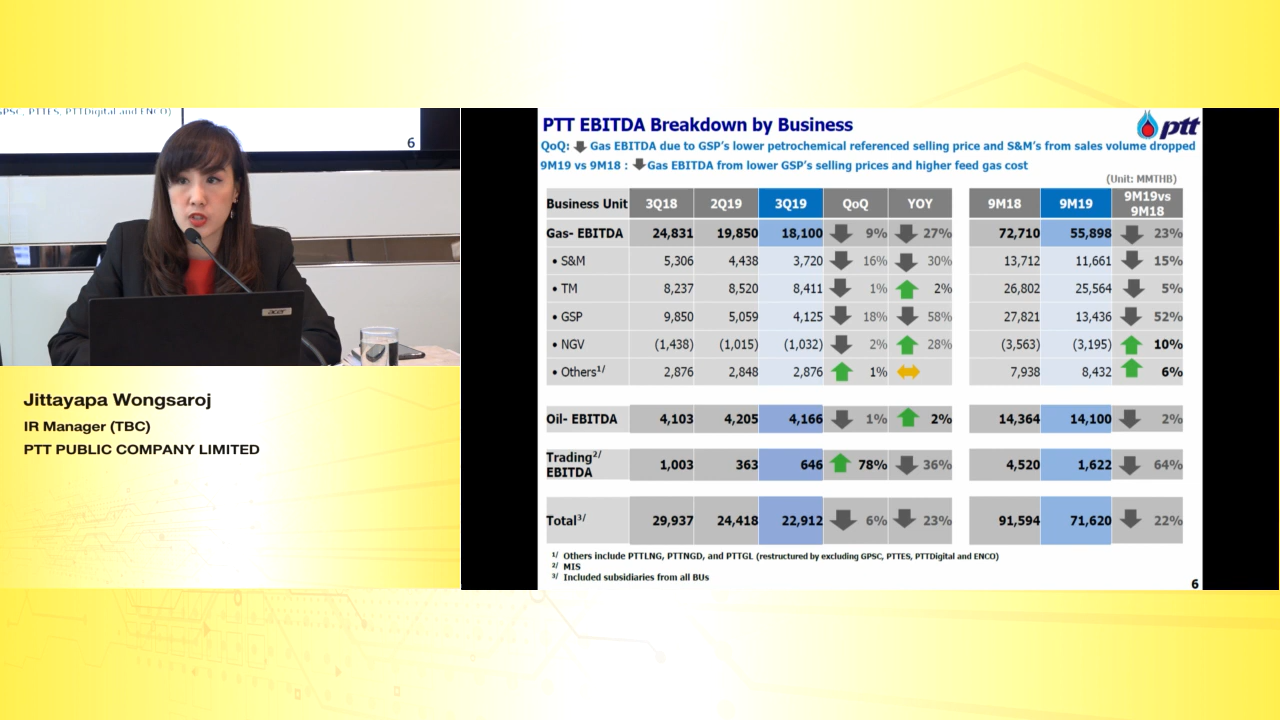 GPSC, PTTES, PTTDigital and ENCO)
6
acer
Jittayapa Wongsaroj
IR Manager (TBC)
PTT PUBLIC COMPANY LIMITED
PTT EBITDA Breakdown by Business
ptt
QoQ: Gas EBITDA due to GSP's lower petrochemical referenced selling price and S&M's from sales volume dropped
9M19 vs 9M18 : Gas EBITDA from lower GSP's selling prices and higher feed gas cost
(Unit: MMTHB)
Business Unit 3Q18 2Q19 3Q19 QoQ YOY 9M18 9M19 9M19vs 9M18
Gas- EBITDA 24,831 19,850 18,100 9% 27% 72,710 55,898 23%
• S&M 5,306 4,438 3,720 16% 30% 13,712 11,661 15%
• TM 8,237 8,520 8,411 1% 2% 26,802 25,564 5%
• GSP 9,850 5,059 4,125 18% 58% 27,821 13,436 52%
• NGV (1,438) (1,015) (1,032) 2% 28% (3,563) (3,195) 10%
• Others1/ 2,876 2,848 2,876 1% 7,938 8,432 6%
Oil- EBITDA 4,103 4,205 4,166 1% 2% 14,364 14,100 2%
Trading2/ EBITDA 1,003 363 646 78% 36% 4,520 1,622 64%
Total3/ 29,937 24,418 22,912 6% 23% 91,594 71,620 22%
1/ Others include PTTLNG, PTTNGD, and PTTGL (restructured by excluding GPSC, PTTES, PTTDigital and ENCO)
2/ MIS
3/ Included subsidiaries from all BUs
6